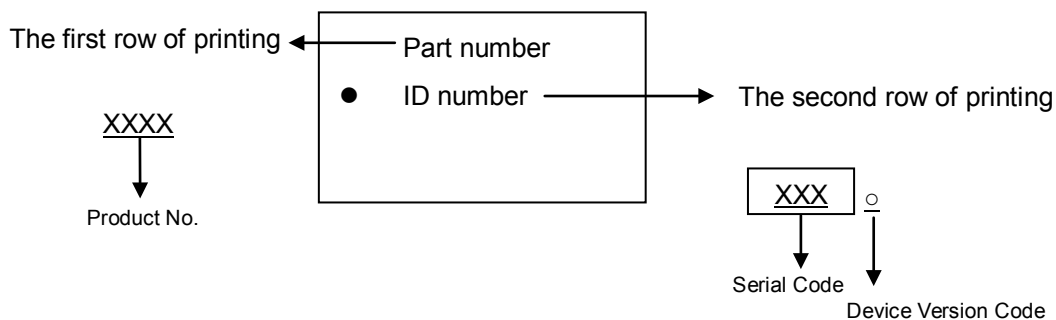 The first row of printing
Part number
ID number
The second row of printing
XXXX
Product No.
XXX ○
Serial Code
Device Version Code